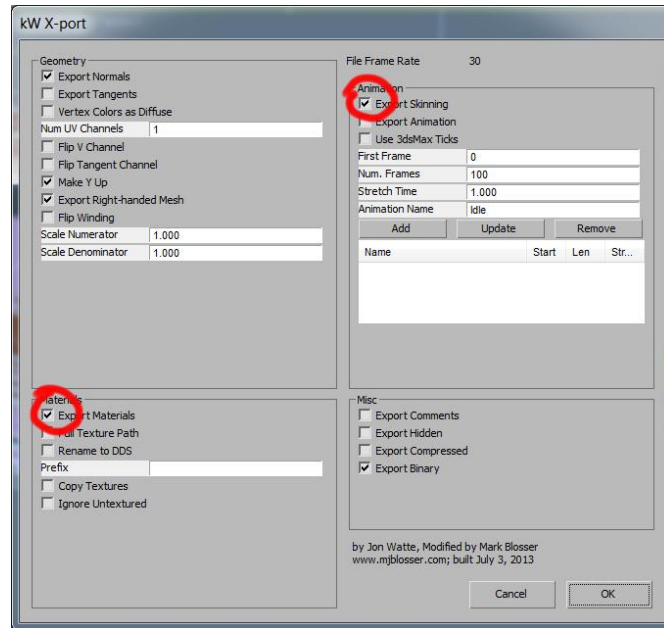 kW X-port
Geometry
Export Normals
Export Tangents
Vertex Colors as Diffuse
Num UV Channels 1
Flip V Channel
Flip Tangent Channel
Make Y Up
Export Right-handed Mesh
Flip Winding
Scale Numerator 1.000
Scale Denominator 1.000
Materials
Export Materials
Full Texture Path
Rename to DDS
Prefix
Copy Textures
Ignore Untextured
File Frame Rate 30
Animation
Export Skinning
Export Animation
Use 3dsMax Ticks
First Frame 0
Num. Frames 100
Stretch Time 1.000
Animation Name Idle
Add Update Remove
Name Start Len Str...
Misc
Export Comments
Export Hidden
Export Compressed
Export Binary
by Jon Watte, Modified by Mark Blosser
www.mjblosser.com; built July 3, 2013
Cancel OK